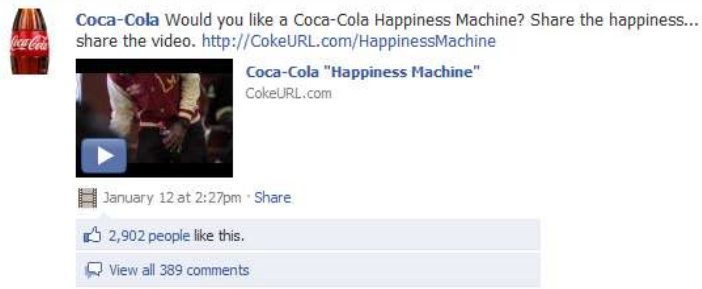 Coca-Cola Would you like a Coca-Cola Happiness Machine? Share the happiness...
share the video. http://CokeURL.com/HappinessMachine
Coca-Cola "Happiness Machine"
CokeURL.com
January 12 at 2:27pm · Share
2,902 people like this.
View all 389 comments
Coca-Cola